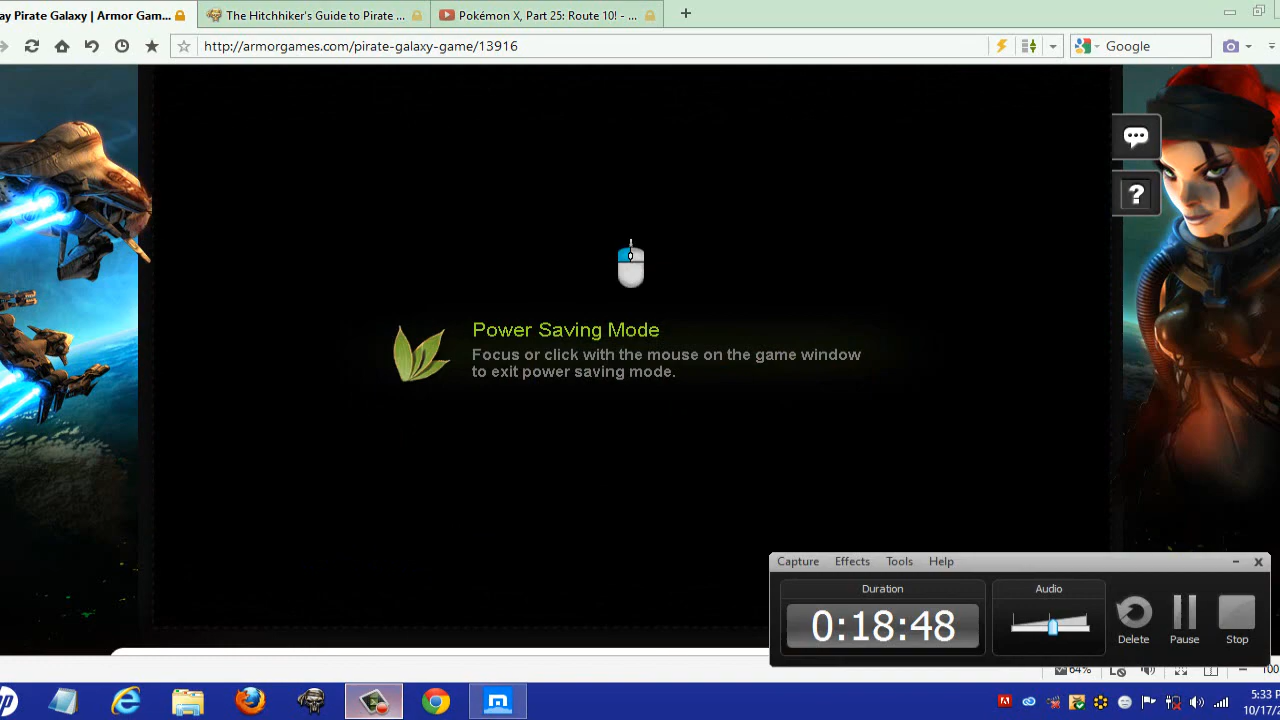 ay Pirate Galaxy | Armor Gam...
The Hitchhiker's Guide to Pirate ...
Pokémon X, Part 25: Route 10! - ...
http://armorgames.com/pirate-galaxy-game/13916
Google
?
Power Saving Mode
Focus or click with the mouse on the game window
to exit power saving mode.
Capture Effects Tools Help
Duration
Audio
0:18:48
Delete
Pause
Stop
64%
100
5:33 P
10/17/2